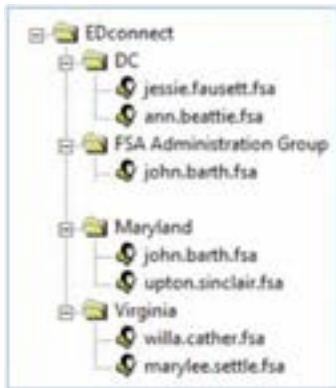 EDconnect
DC
jessie.fausett.fsa
ann.beattie.fsa
FSA Administration Group
john.barth.fsa
Maryland
john.barth.fsa
upton.sinclair.fsa
Virginia
willa.cather.fsa
marylee.settle.fsa